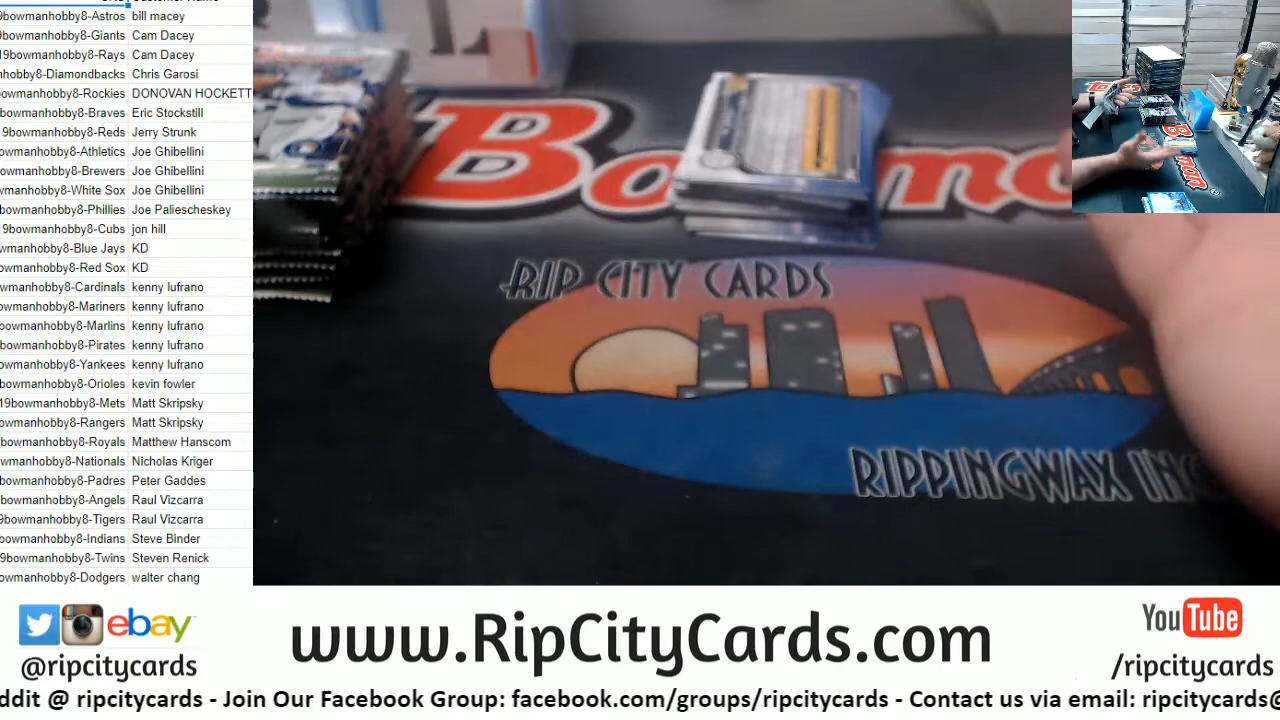 9bowmanhobby8-Astros bill macey
9bowmanhobby8-Giants Cam Dacey
19bowmanhobby8-Rays Cam Dacey
nhobby8-Diamondbacks Chris Garosi
bowmanhobby8-Rockies DONOVAN HOCKETT
bowmanhobby8-Braves Eric Stockstill
19bowmanhobby8-Reds Jerry Strunk
owmanhobby8-Athletics Joe Ghibellini
owmanhobby8-Brewers Joe Ghibellini
wmanhobby8-White Sox Joe Ghibellini
bowmanhobby8-Phillies Joe Paliescheskey
9bowmanhobby8-Cubs jon hill
owmanhobby8-Blue Jays KD
owmanhobby8-Red Sox KD
wmanhobby8-Cardinals kenny lufrano
owmanhobby8-Mariners kenny lufrano
owmanhobby8-Marlins kenny lufrano
bowmanhobby8-Pirates kenny lufrano
owmanhobby8-Yankees kenny lufrano
bowmanhobby8-Orioles kevin fowler
19bowmanhobby8-Mets Matt Skripsky
owmanhobby8-Rangers Matt Skripsky
bowmanhobby8-Royals Matthew Hanscom
wmanhobby8-Nationals Nicholas Kriger
bowmanhobby8-Padres Peter Gaddes
bowmanhobby8-Angels Raul Vizcarra
9bowmanhobby8-Tigers Raul Vizcarra
bowmanhobby8-Indians Steve Binder
9bowmanhobby8-Twins Steven Renick
owmanhobby8-Dodgers walter chang
RIP CITY CARDS
RIPPINGWAX INC
ebay
@ripcitycards
www.RipCityCards.com
YouTube
/ripcitycards
eddit @ ripcitycards - Join Our Facebook Group: facebook.com/groups/ripcitycards - Contact us via email: ripcitycards@